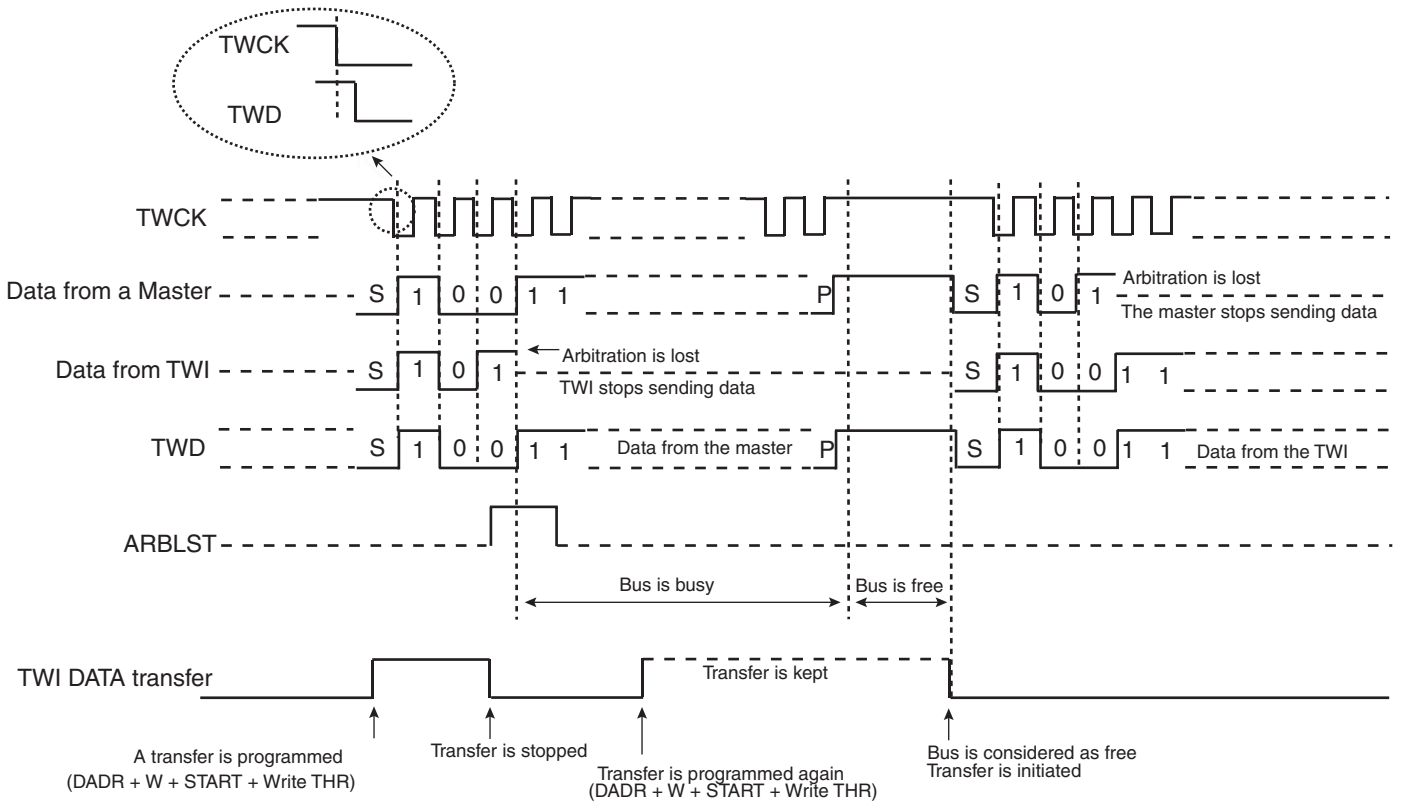 TWCK
TWD
TWCK
Data from a Master S 1 0 0 1 1 P S 1 0 1 Arbitration is lost
The master stops sending data
Data from TWI S 1 0 1 Arbitration is lost S 1 0 0 1 1
TWI stops sending data
TWD S 1 0 0 1 1 Data from the master P S 1 0 0 1 1 Data from the TWI
ARBLST
Bus is busy Bus is free
TWI DATA transfer Transfer is kept
A transfer is programmed
(DADR + W + START + Write THR)
Transfer is stopped
Transfer is programmed again
(DADR + W + START + Write THR)
Bus is considered as free
Transfer is initiated